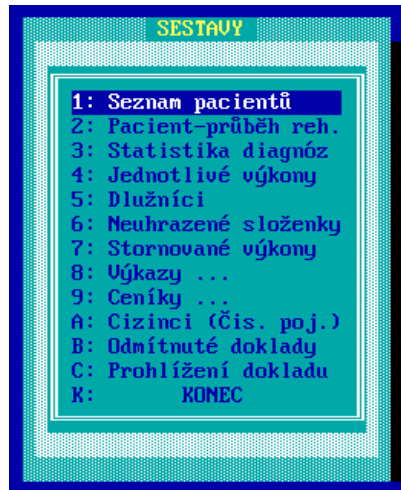 SESTAVY
1: Seznam pacientů
2: Pacient-průběh reh.
3: Statistika diagnóz
4: Jednotlivé výkony
5: Dlužníci
6: Neuhrazené složenky
7: Stornované výkony
8: Výkazy ...
9: Ceníky ...
A: Cizinci (Čis. poj.)
B: Odmítnuté doklady
C: Prohlížení dokladu
K: KONEC